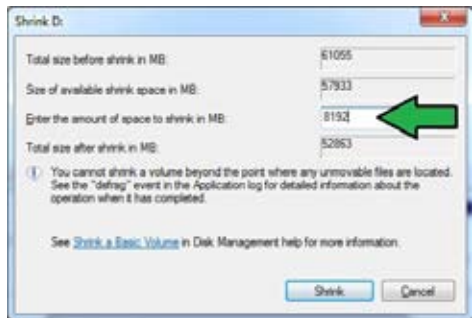 Shrink D:
Total size before shrink in MB: 61055
Size of available shrink space in MB: 57933
Enter the amount of space to shrink in MB: 8192
Total size after shrink in MB: 52863
You cannot shrink a volume beyond the point where any unmovable files are located.
See the "defrag" event in the Application log for detailed information about the
operation when it has completed.
See Shrink a Basic Volume in Disk Management help for more information.
Shrink Cancel